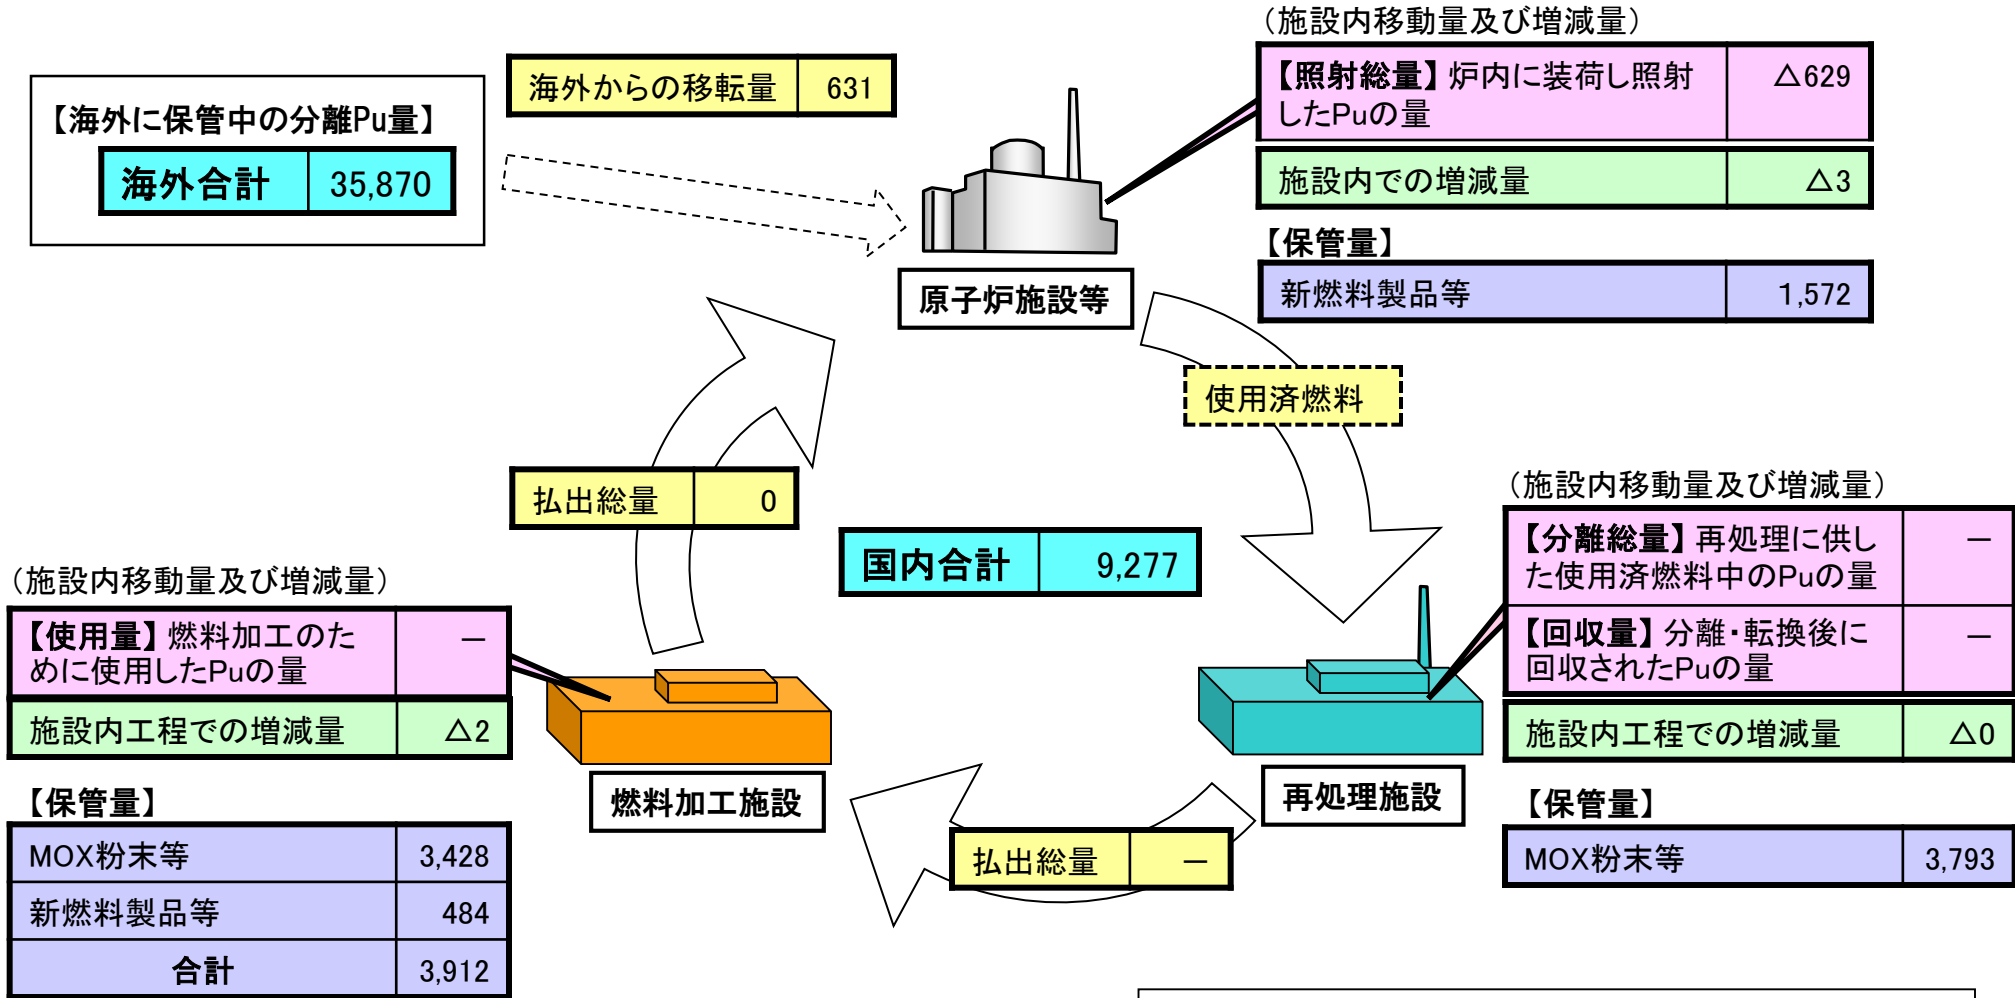 【海外に保管中の分離Pu量】
海外合計 35,870
海外からの移転量 631
（施設内移動量及び増減量）
【照射総量】炉内に装荷し照射 △629
したPuの量
施設内での増減量 △3
【保管量】
新燃料製品等 1,572
原子炉施設等
使用済燃料
払出総量 0
国内合計 9,277
（施設内移動量及び増減量）
【分離総量】再処理に供し －
た使用済燃料中のPuの量
【回収量】分離・転換後に －
回収されたPuの量
施設内工程での増減量 △0
再処理施設
【保管量】
MOX粉末等 3,793
払出総量 －
（施設内移動量及び増減量）
【使用量】燃料加工のた －
めに使用したPuの量
施設内工程での増減量 △2
燃料加工施設
【保管量】
MOX粉末等 3,428
新燃料製品等 484
合計 3,912